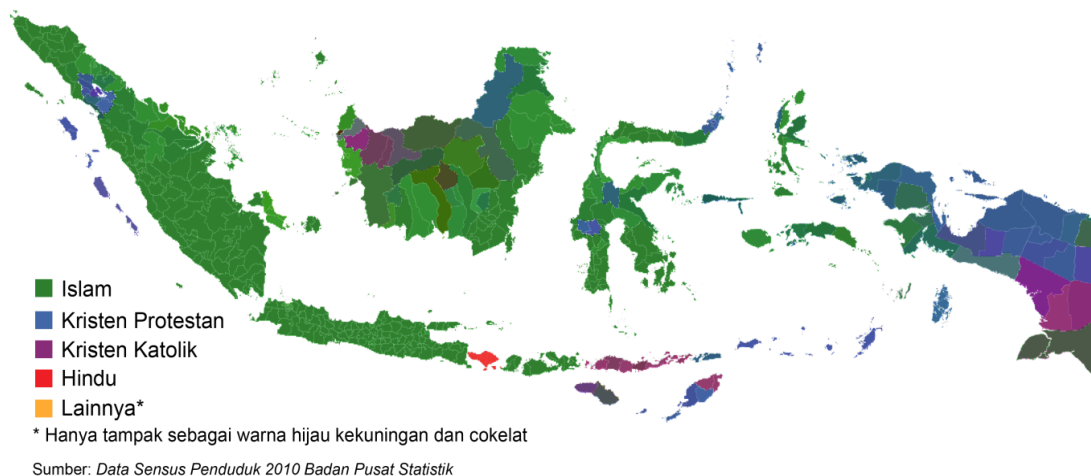 Islam
Kristen Protestan
Kristen Katolik
Hindu
Lainnya*
* Hanya tampak sebagai warna hijau kekuningan dan cokelat
Sumber: Data Sensus Penduduk 2010 Badan Pusat Statistik